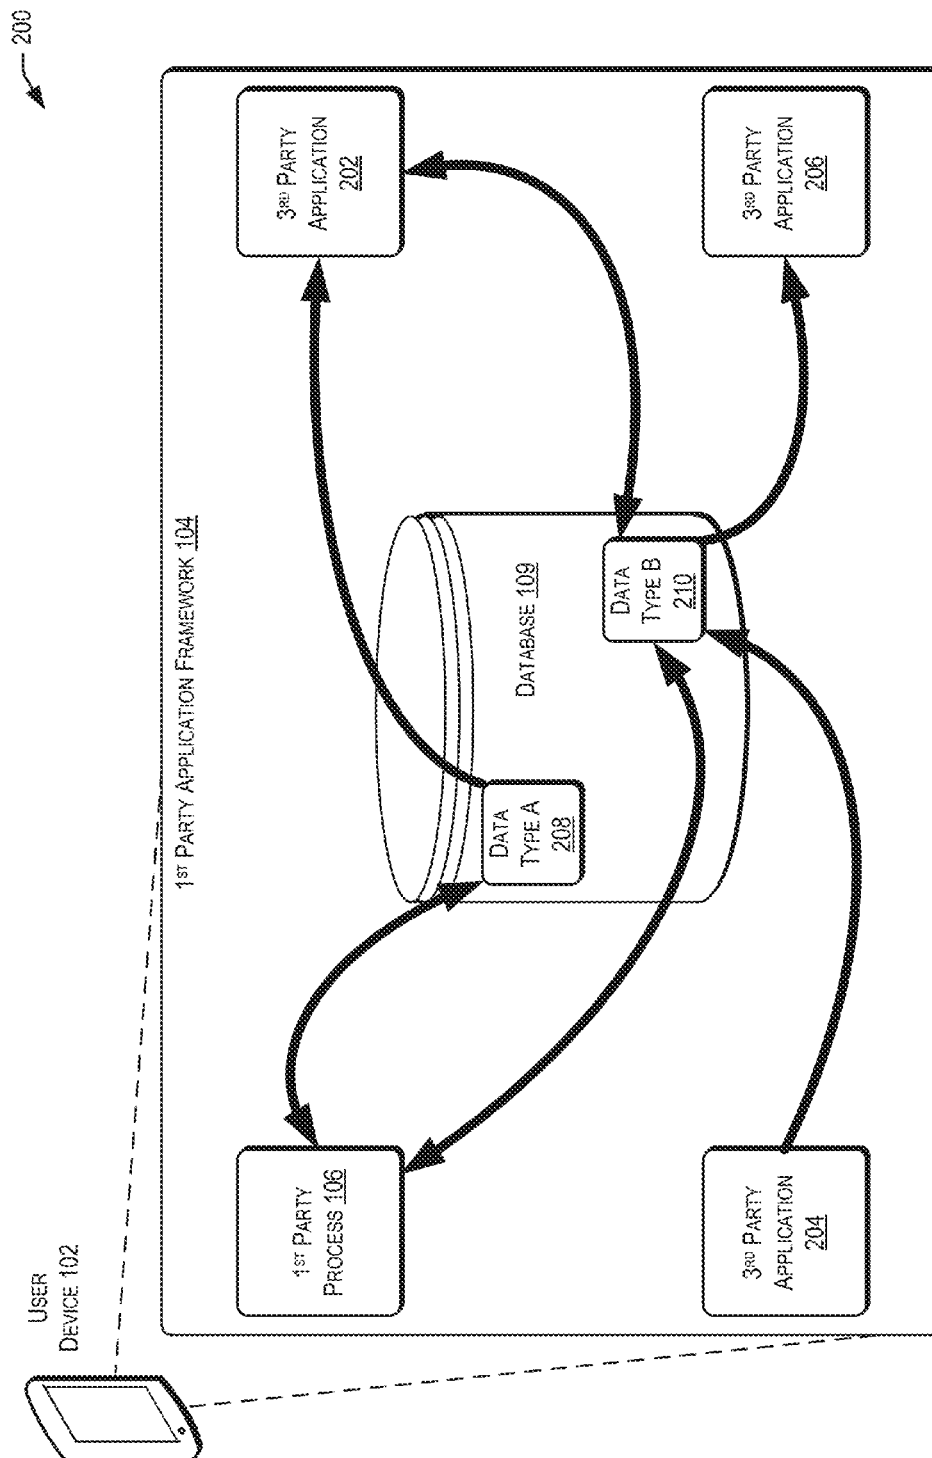 200
USER
DEVICE 102
1ST PARTY APPLICATION FRAMEWORK 104
1ST PARTY
PROCESS 106
3RD PARTY
APPLICATION
202
DATA
TYPE A
208
DATABASE 109
DATA
TYPE B
210
3RD PARTY
APPLICATION
204
3RD PARTY
APPLICATION
206